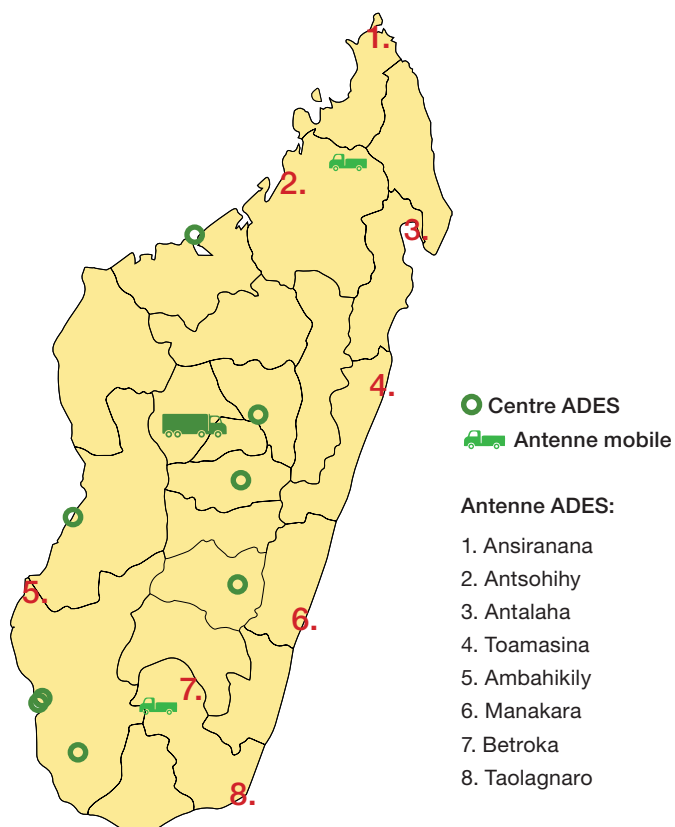 1.
2.
3.
4.
5.
6.
7.
8.
Centre ADES
Antenne mobile
Antenne ADES:
1. Ansiranana
2. Antsohihy
3. Antalaha
4. Toamasina
5. Ambahikily
6. Manakara
7. Betroka
8. Taolagnaro